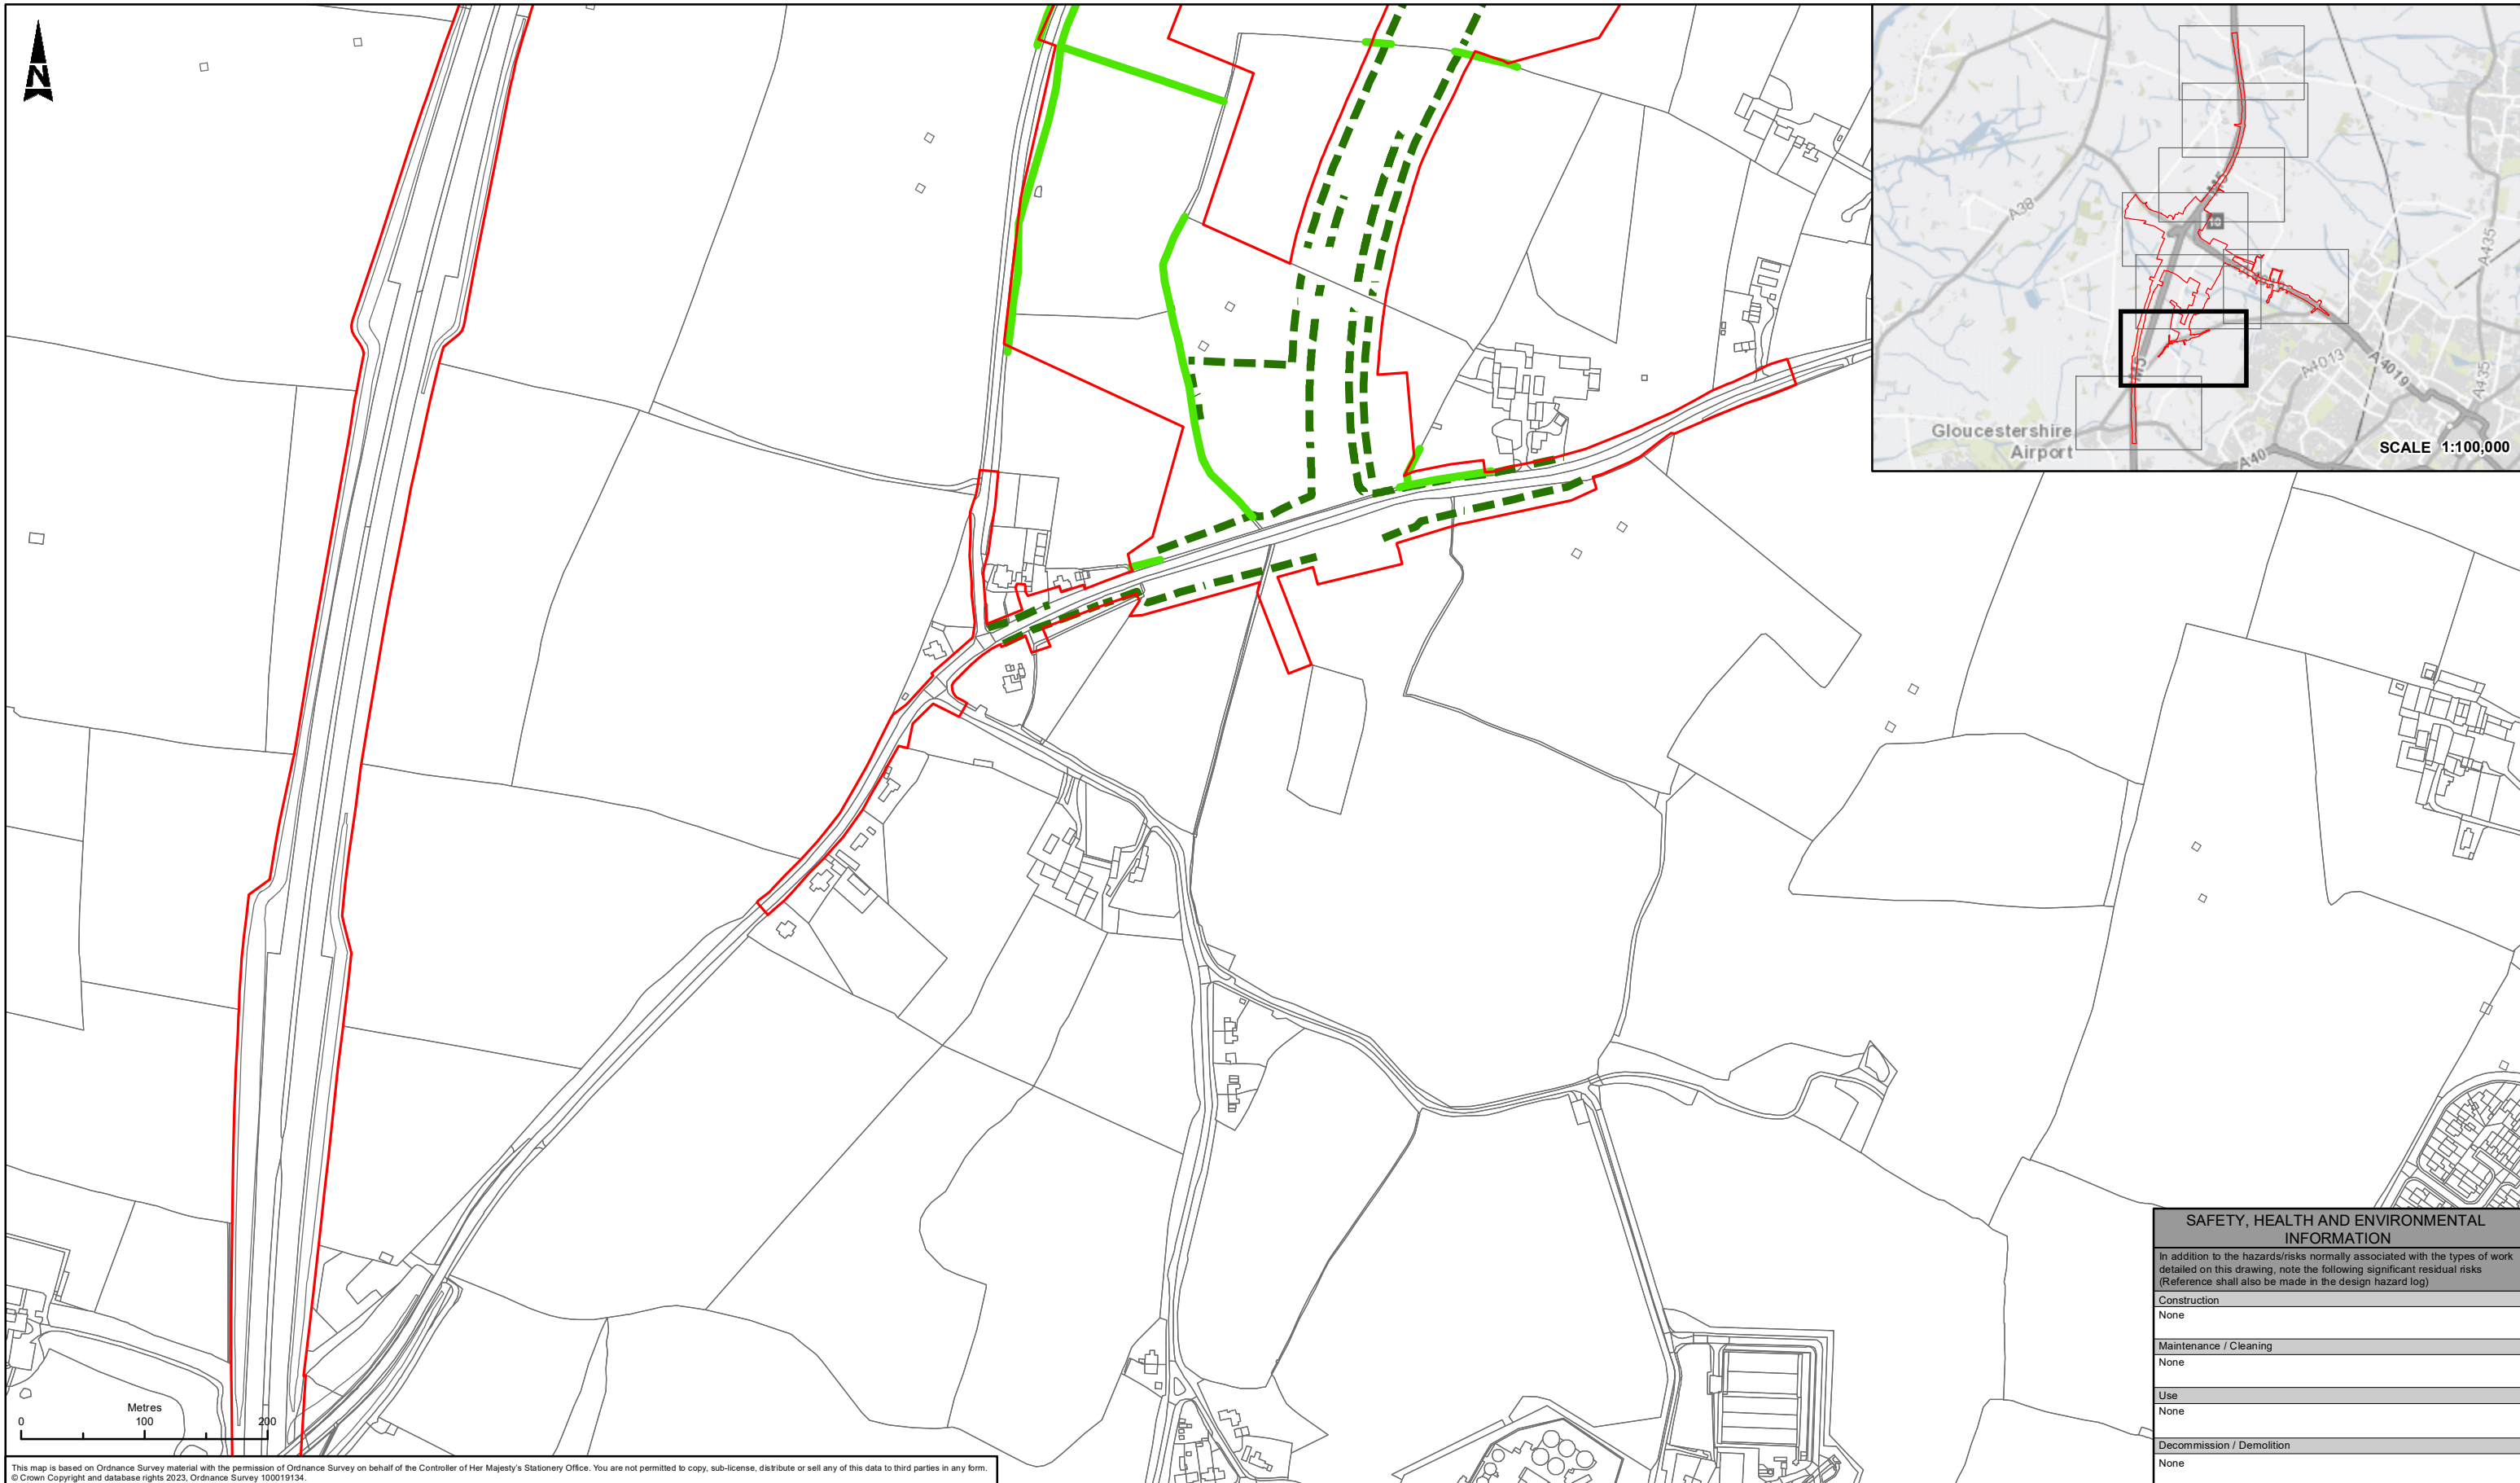 N
A38
M5
10
A435
A4013
A4019
A435
M5
Gloucestershire
Airport
A40
SCALE 1:100,000
SAFETY, HEALTH AND ENVIRONMENTAL
INFORMATION
In addition to the hazards/risks normally associated with the types of work
detailed on this drawing, note the following significant residual risks
(Reference shall also be made in the design hazard log)
Construction
None
Maintenance / Cleaning
None
Use
None
Decommission / Demolition
None
Metres
0 100 200
This map is based on Ordnance Survey material with the permission of Ordnance Survey on behalf of the Controller of Her Majesty's Stationery Office. You are not permitted to copy, sub-license, distribute or sell any of this data to third parties in any form.
© Crown Copyright and database rights 2023, Ordnance Survey 100019134.